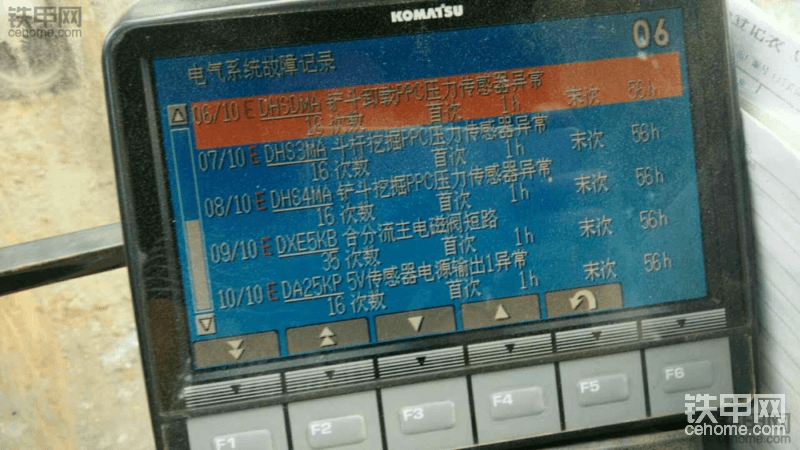 铁甲网
cehome.com
KOMATSU
电气系统故障记录 06
06/10 E DHSDMA 铲斗卸载PPC压力传感器异常
16 次数 首次 1h 末次 56h
07/10 E DHS3MA 斗杆挖掘PPC压力传感器异常
16 次数 首次 1h 末次 56h
08/10 E DHS4MA 铲斗挖掘PPC压力传感器异常
16 次数 首次 1h 末次 56h
09/10 E DXE5KB 合分流主电磁阀短路
35 次数 首次 1h 末次 56h
10/10 E DA25KP 5V传感器电源输出1异常
16 次数 首次 1h 末次 56h
F1 F2 F3 F4 F5 F6
铁甲网
cehome.com